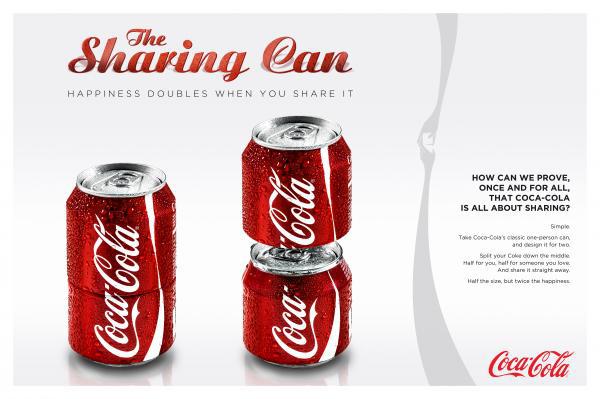 The
Sharing Can
HAPPINESS DOUBLES WHEN YOU SHARE IT
Coca-Cola
Coca-Cola
Coca-Cola
HOW CAN WE PROVE,
ONCE AND FOR ALL,
THAT COCA-COLA
IS ALL ABOUT SHARING?
Simple.
Take Coca-Cola's classic one-person can,
and design it for two.
Split your Coke down the middle.
Half for you, half for someone you love.
And share it straight away.
Half the size, but twice the happiness.
Coca-Cola